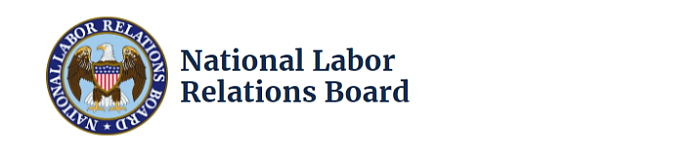 NATIONAL LABOR RELATIONS BOARD ★
National Labor
Relations Board